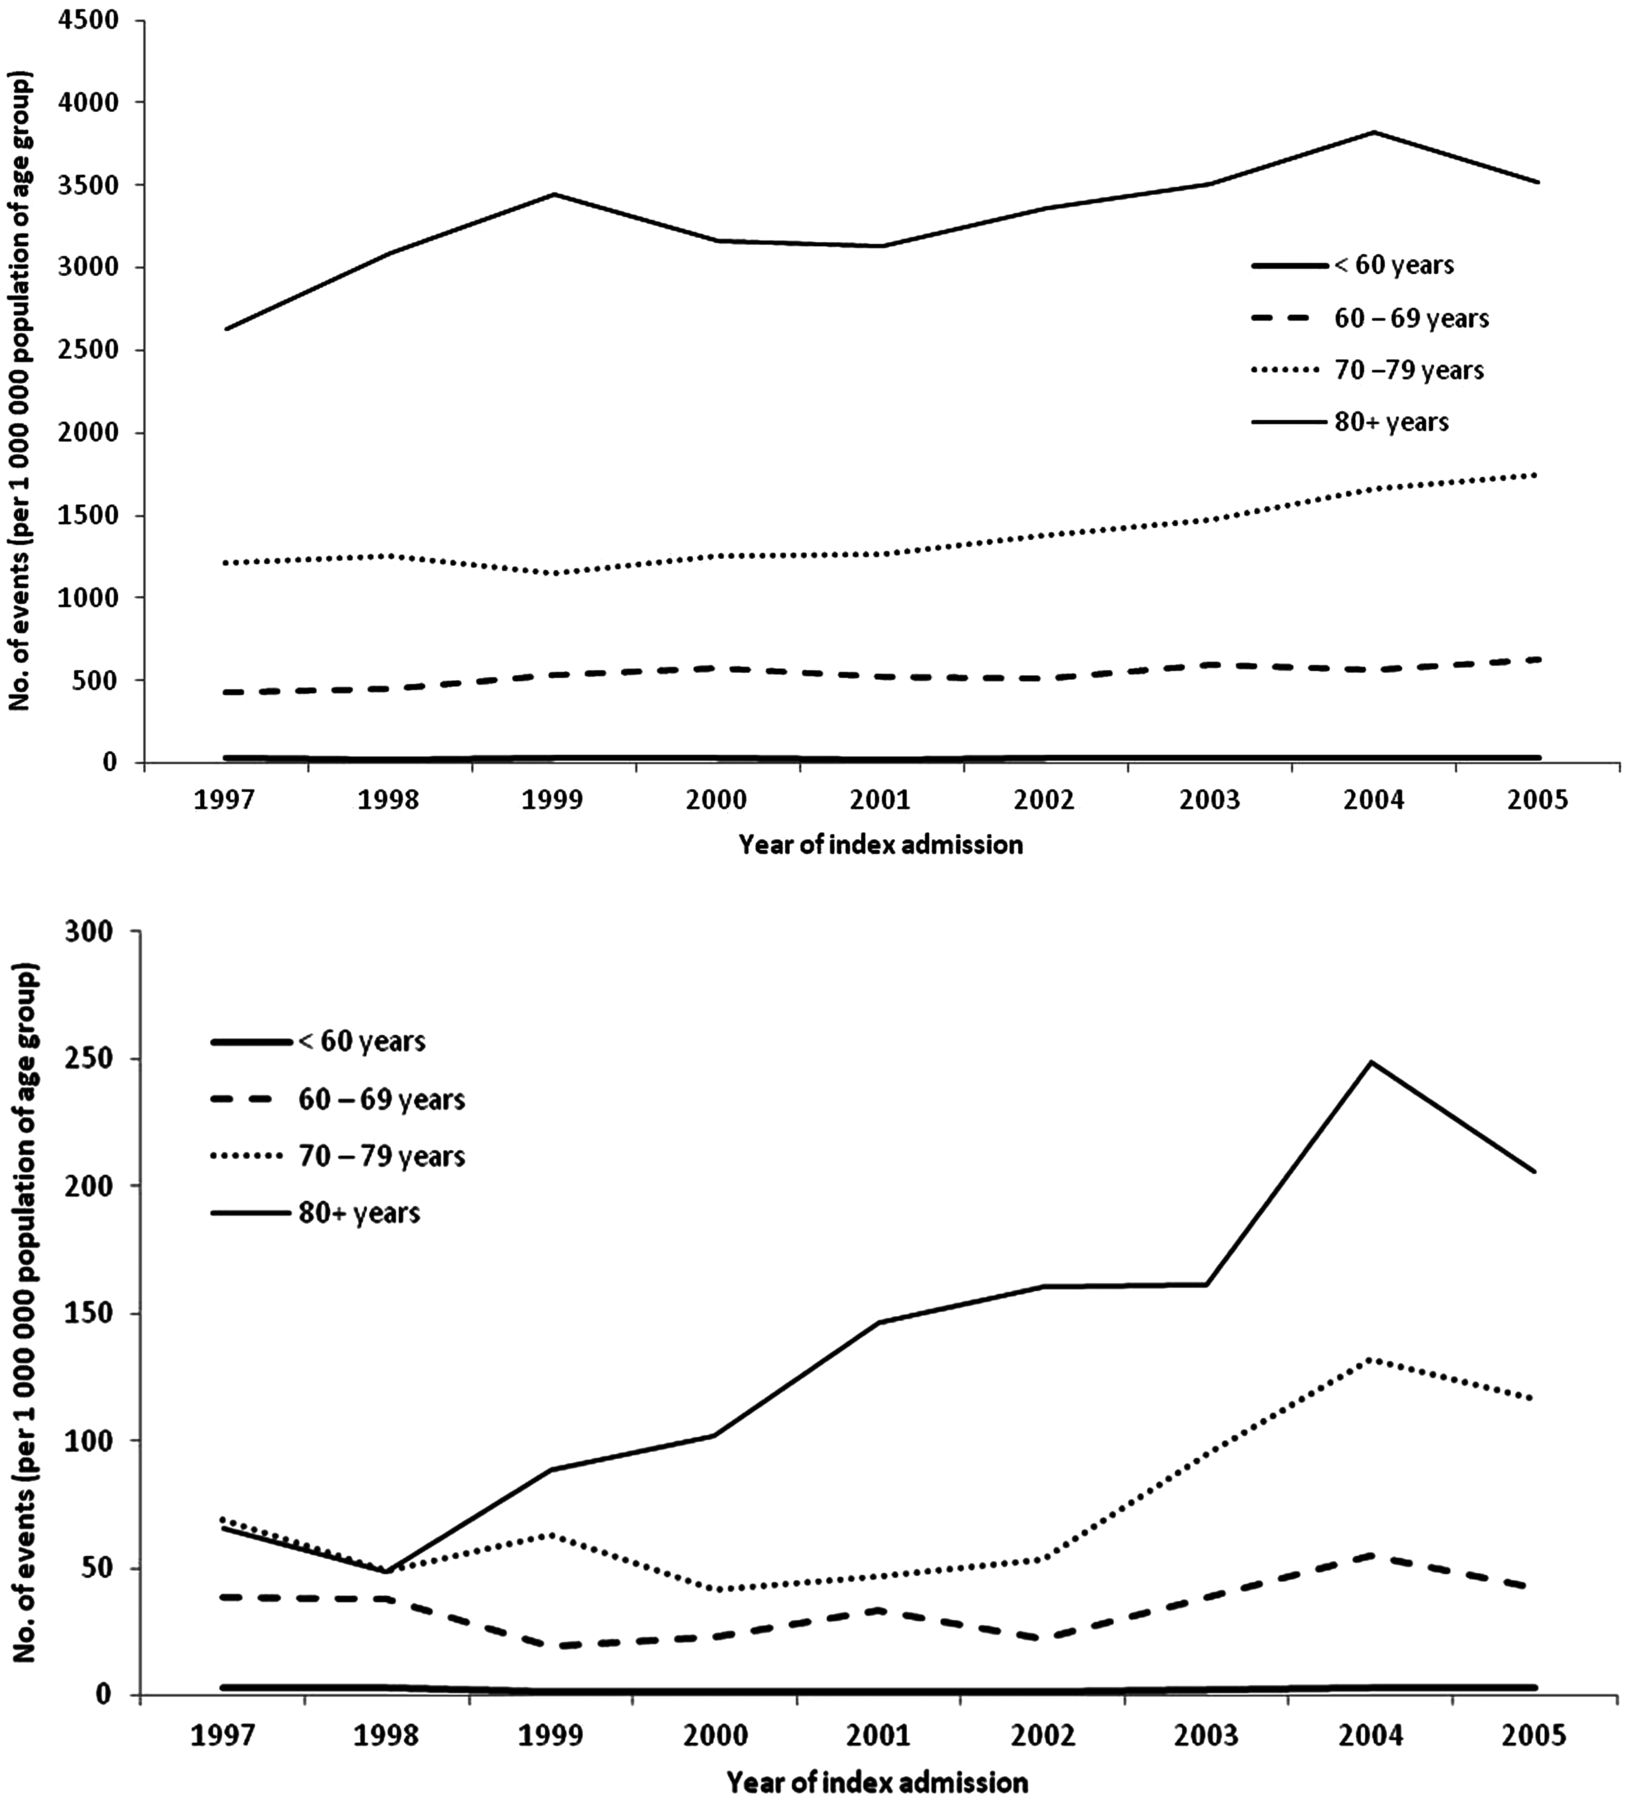 No. of events (per 1 000 000 population of age group)
4500
4000
3500
3000
2500
2000
1500
1000
500
0
< 60 years
60 – 69 years
70 –79 years
80+ years
1997 1998 1999 2000 2001 2002 2003 2004 2005
Year of index admission
No. of events (per 1 000 000 population of age group)
300
250
200
150
100
50
0
< 60 years
60 – 69 years
70 – 79 years
80+ years
1997 1998 1999 2000 2001 2002 2003 2004 2005
Year of index admission